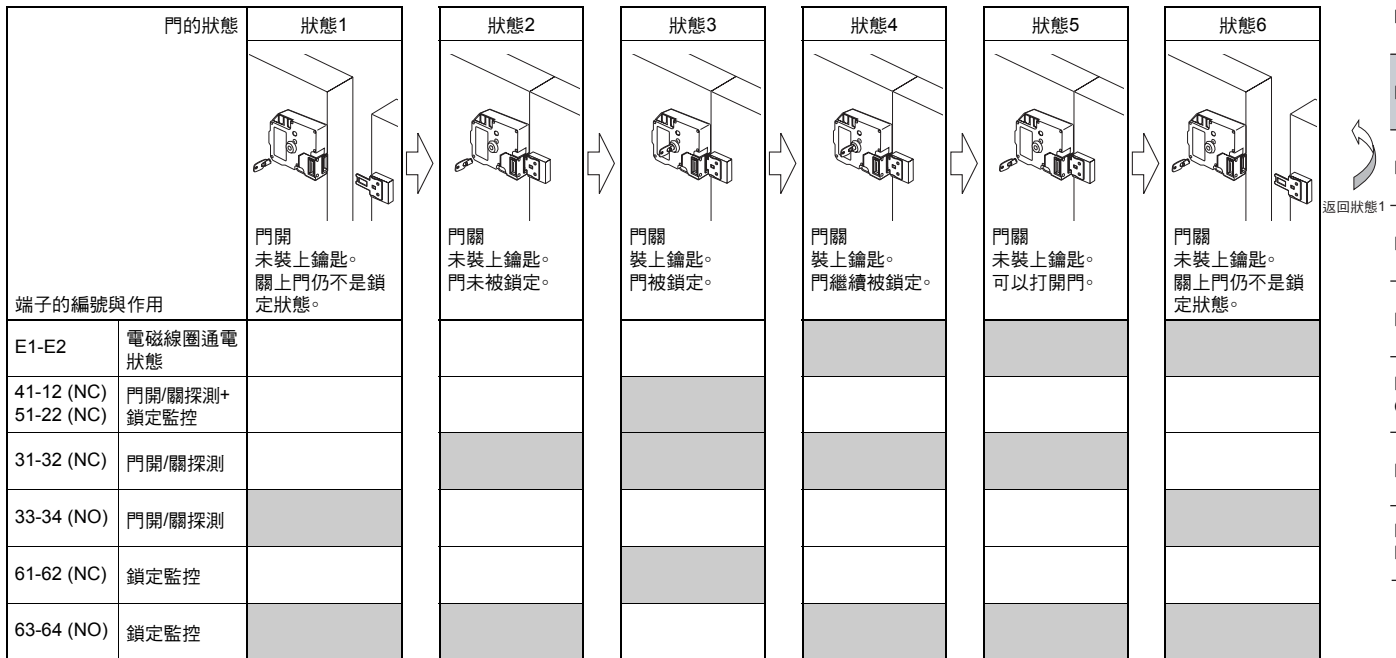 門的狀態
狀態1
狀態2
狀態3
狀態4
狀態5
狀態6
返回狀態1
門開
未裝上鑰匙。
關上門仍不是鎖
定狀態。
門關
未裝上鑰匙。
門未被鎖定。
門關
裝上鑰匙。
門被鎖定。
門關
裝上鑰匙。
門繼續被鎖定。
門關
未裝上鑰匙。
可以打開門。
門開
未裝上鑰匙。
關上門仍不是鎖
定狀態。
端子的編號與作用
E1-E2
電磁線圈通電
狀態
41-12 (NC)
51-22 (NC)
門開/關探測+
鎖定監控
31-32 (NC)
門開/關探測
33-34 (NO)
門開/關探測
61-62 (NC)
鎖定監控
63-64 (NO)
鎖定監控